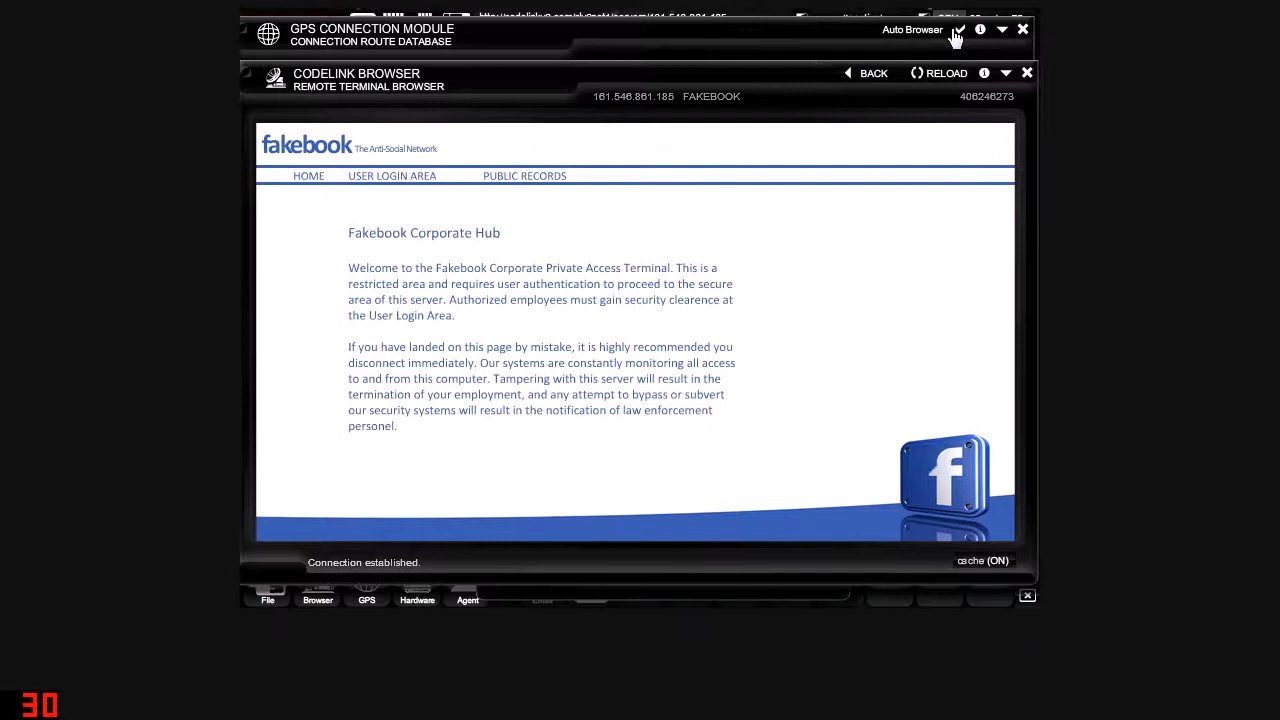 GPS CONNECTION MODULE
CONNECTION ROUTE DATABASE
Auto Browser
CODELINK BROWSER
REMOTE TERMINAL BROWSER
BACK RELOAD
161.546.861.185 FAKEBOOK
406246273
fakebook The Anti-Social Network
HOME USER LOGIN AREA PUBLIC RECORDS
Fakebook Corporate Hub
Welcome to the Fakebook Corporate Private Access Terminal. This is a
restricted area and requires user authentication to proceed to the secure
area of this server. Authorized employees must gain security clearence at
the User Login Area.
If you have landed on this page by mistake, it is highly recommended you
disconnect immediately. Our systems are constantly monitoring all access
to and from this computer. Tampering with this server will result in the
termination of your employment, and any attempt to bypass or subvert
our security systems will result in the notification of law enforcement
personel.
f
Connection established.
cache (ON)
File Browser GPS Hardware Agent
30